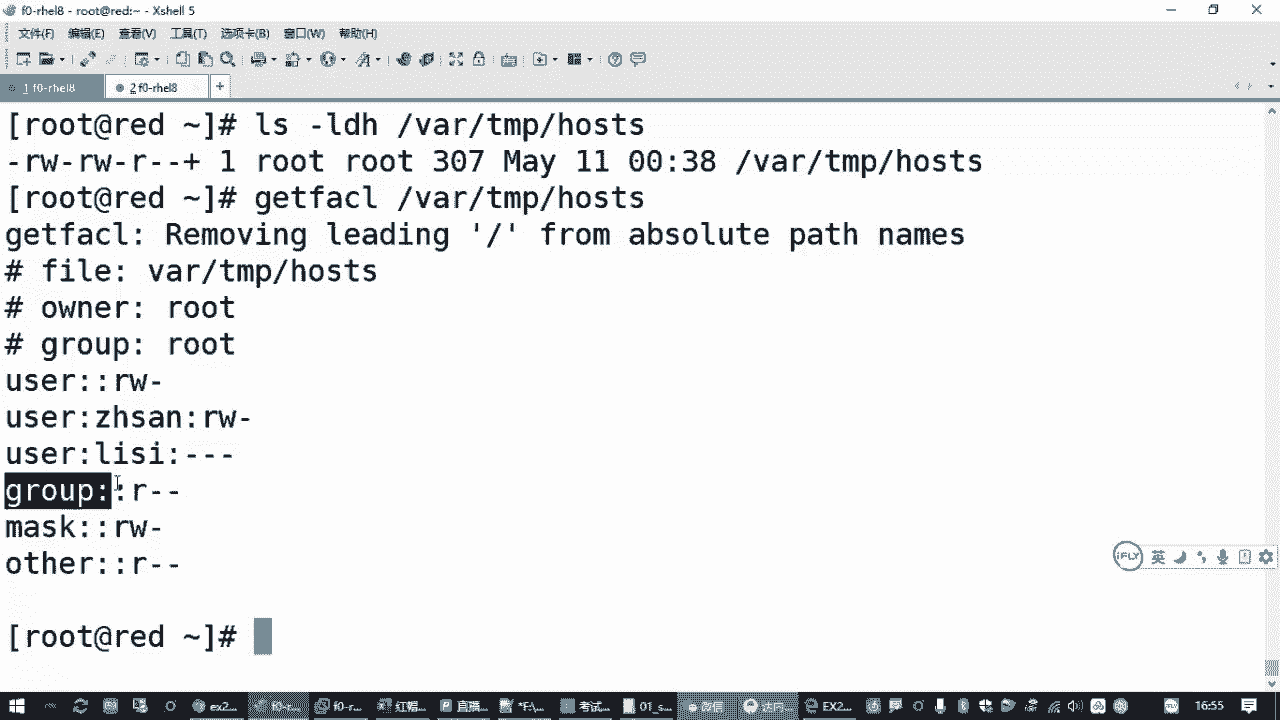 f0-rhel8 - root@red:~ - Xshell 5
文件(F) 编辑(E) 查看(V) 工具(T) 选项卡(B) 窗口(W) 帮助(H)
1 f0-rhel8 2 f0-rhel8 +
[root@red ~]# ls -ldh /var/tmp/hosts
-rw-rw-r--+ 1 root root 307 May 11 00:38 /var/tmp/hosts
[root@red ~]# getfacl /var/tmp/hosts
getfacl: Removing leading '/' from absolute path names
# file: var/tmp/hosts
# owner: root
# group: root
user::rw-
user:zhsan:rw-
user:lisi:---
group::r--
mask::rw-
other::r--
[root@red ~]#
iFLY 英
ex2... f0-r... f0-r... 红帽... 直播... *E:\... 考试... 01_s... 微信 EX2... 16:55